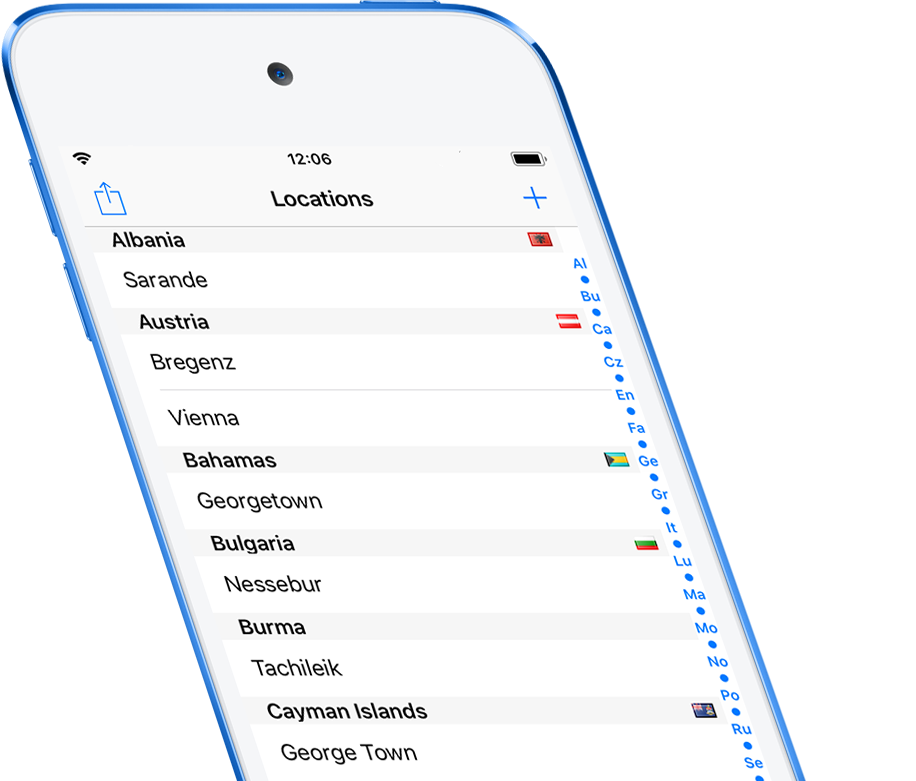 12:06
Locations
Albania
Sarande
Austria
Bregenz
Vienna
Bahamas
Georgetown
Bulgaria
Nessebur
Burma
Tachileik
Cayman Islands
George Town
Al
Bu
Ca
Cz
En
Fa
Ge
Gr
It
Lu
Ma
Mo
No
Po
Ru
Se